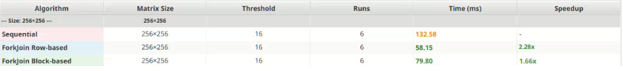 Algorithm Matrix Size Threshold Runs Time (ms) Speedup
--- Size: 256×256 --- 256×256
Sequential 256×256 16 6 132.58 -
ForkJoin Row-based 256×256 16 6 58.15 2.28x
ForkJoin Block-based 256×256 16 6 79.80 1.66x